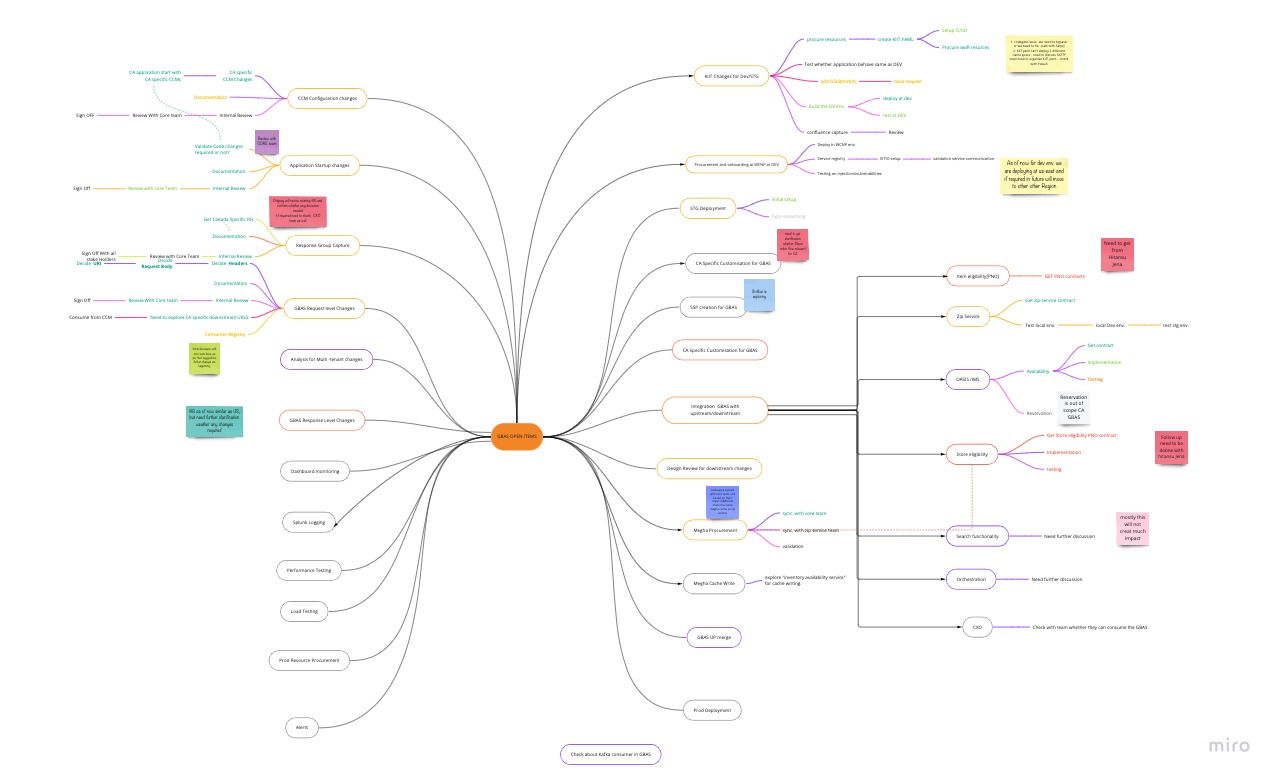 GBAS OPEN ITEMS
CCM Configuration changes
CA specific
CCM Changes
CA application start with
CA specific CCMs
Documentation
Internal Review
Review With Core team
Sign OFF
Review with
CORE team
Application Startup changes
Validate Code changes
required or not?
Documentation
Internal Review
Review with core Team
Sign Off
Response Group Capture
Get Canada Specific RG
Documentation
Internal Review
Review with Core Team
Sign Off With all
stake Holders
GBAS Request level Changes
Decide Headers
Decide
Request Body
Decide URI
Documentation
Internal Review
Review With Core team
Sign Off
Need to explore CA specific downstream URLS
Consume from CCM
Consumer Registry
Analysis for Multi -tenant changes
GBAS Response Level Changes
RG as of now similar as US,
but need further clarification
weather any changes
required
Dashboard monitoring
Splunk Logging
Performance Testing
Load Testing
Prod Resource Procurement
Alerts
KIIT Changes for Dev/STG
procure resources
create KIIT YAML
Setup CI/CD
Procure swift resurces
Test whether application behave same as DEV
raise request
Build the DV env.
deploy at dev
test at DEV
confluence capture
Review
Procurement and onboarding at WCNP or DEV
Deploy in WCNP env.
Service registry
ISTIO setup
validation service communication
Testing on injection/vulnerabilities
As of now for dev env. we
are deploying at us-east and
if required in future will move
to other other Region
STG Deployment
Initial setup
Type something
CA Specific Customisation for GBAS
SSP creation for GBAS
CA Specific Customisation for GBAS
Integration GBAS with
upstream/downstream
Design Review for downstream changes
Megha Procurement
sync. with core team
sync. with zip service team
validation
Megha Cache Write
explore "inventory availability service"
for cache writing.
GBAS UP merge
Prod Deployment
Check about Kafka consumer in GBAS
Item eligibility[PNO]
GET PNO contracts
Need to get
from
Hitansu
Jena
Zip Service
Get zip-service contract
Test local env.
local Dev env.
test stg env.
OASIS /IMS
Availability
Get contract
Implementation
Testing
Reservation
Reservation
is out of
scope CA
GBAS
Store eligibility
Get Store eligibility PNO contract
Implementation
testing
Follow up
need to be
dobne with
hitansu jena
Search functionality
Need further discussion
mostly this
will not
creat much
impact
Orchestration
Need further discussion
CXO
Check with team whether they can consume the GBAS
miro